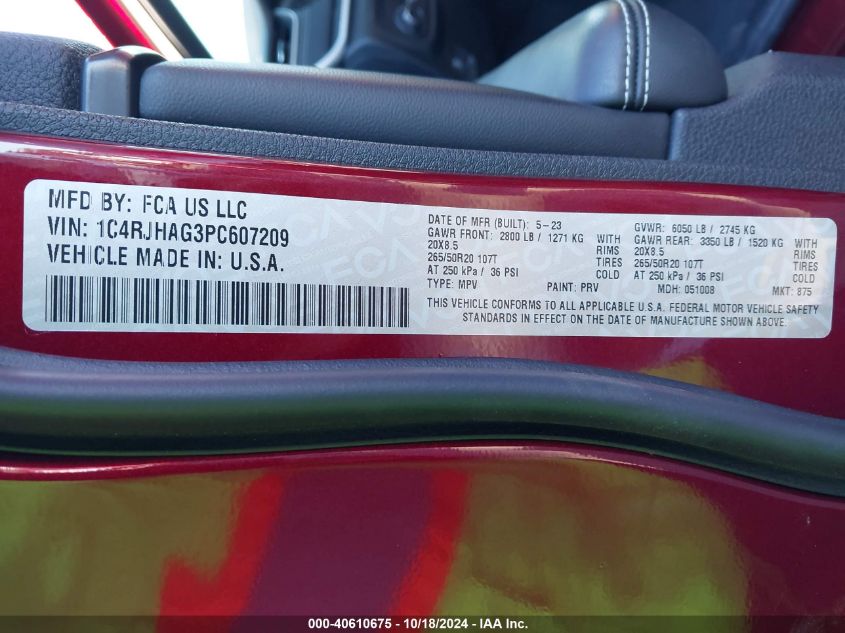 MFD BY: FCA US LLC
VIN: 1C4RJHAG3PC607209
VEHICLE MADE IN: U.S.A.
DATE OF MFR (BUILT): 5-23
GVWR: 6050 LB / 2745 KG
GAWR FRONT: 2800 LB / 1271 KG WITH GAWR REAR: 3350 LB / 1520 KG WITH
20X8.5 RIMS 20X8.5 RIMS
265/50R20 107T TIRES 265/50R20 107T TIRES
AT 250 kPa / 36 PSI COLD AT 250 kPa / 36 PSI COLD
TYPE: MPV PAINT: PRV MDH: 051008 MKT: 875
THIS VEHICLE CONFORMS TO ALL APPLICABLE U.S.A. FEDERAL MOTOR VEHICLE SAFETY
STANDARDS IN EFFECT ON THE DATE OF MANUFACTURE SHOWN ABOVE.
000-40610675 - 10/18/2024 - IAA Inc.